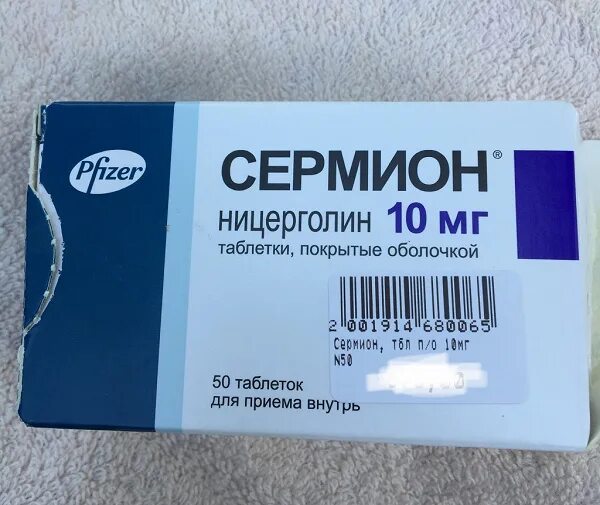 Pfizer
СЕРМИОН®
ницерголин 10 мг
таблетки, покрытые оболочкой
2 001914 680065
Сермион, тбл п/о 10мг
N50
50 таблеток
для приема внутрь